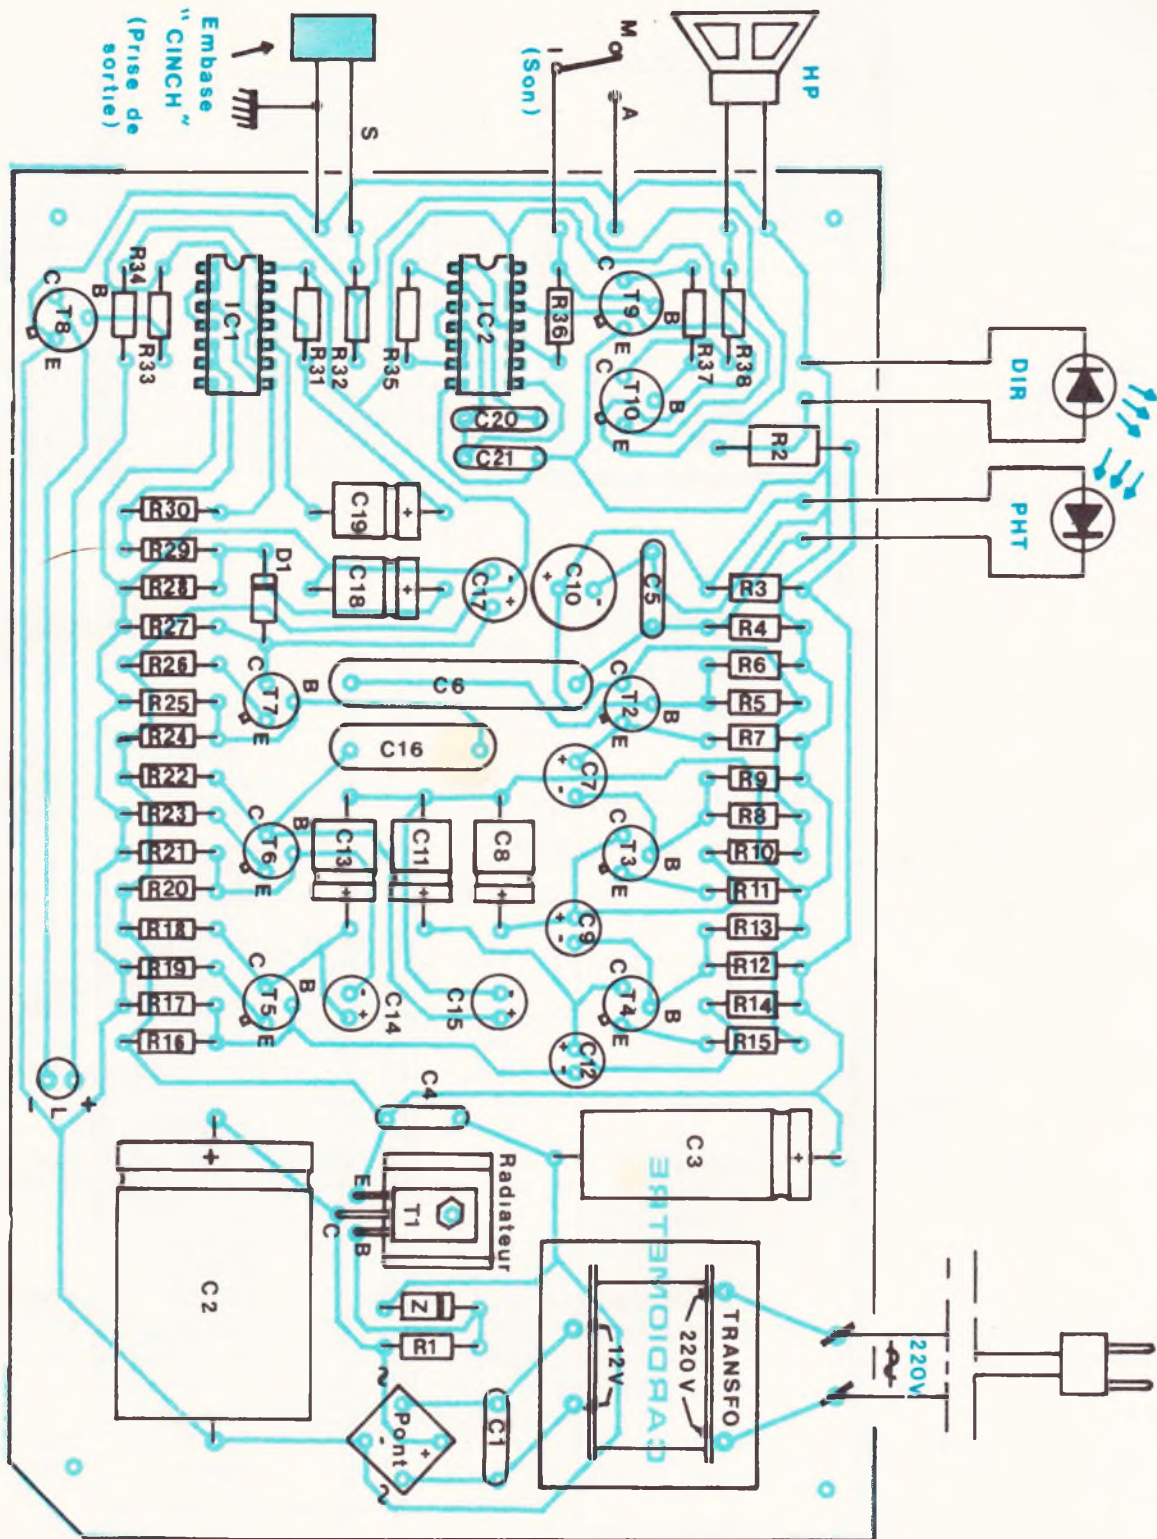 Embase
" CINCH "
(Prise de
sortie)
S
M
I
A
(Son)
HP
DIR
PHT
R34
C
B
T8
E
R33
IC1
R31
R32
R35
IC2
R36
C
T9
B
E
R37
R38
C
T10
B
E
C20
C21
R2
R30
R29
R28
R27
R26
R25
R24
R22
R23
R21
R20
R18
R19
R17
R16
D1
C19
+
C18
+
-
C17
+
+
C10
-
C5
R3
R4
R6
R5
R7
R9
R8
R10
R11
R13
R12
R14
R15
C
T7
B
E
C6
C
T2
B
E
C16
+
C7
-
C
T6
B
E
C13
+
C11
+
C8
+
C
T3
B
E
+
C9
-
C
T5
B
E
-
+
C14
C15
-
+
C
T4
B
E
+
C12
-
-
L
+
C4
C3
+
+
C2
E
C
B
T1
Radiateur
Z
R1
CARDIOMETRE
TRANSFO
220V
12V
220V
~
C1
~
Pont
-
+
~